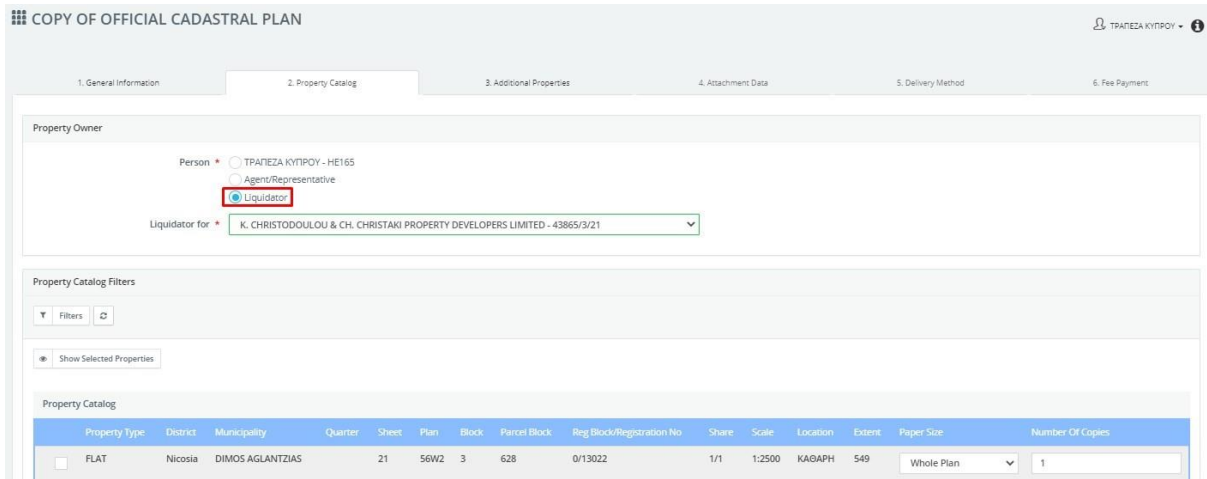 COPY OF OFFICIAL CADASTRAL PLAN
ΤΡΑΠΕΖΑ ΚΥΠΡΟΥ
1. General Information 2. Property Catalog 3. Additional Properties 4. Attachment Data 5. Delivery Method 6. Fee Payment
Property Owner
Person * ΤΡΑΠΕΖΑ ΚΥΠΡΟΥ - HE165
Agent/Representative
Liquidator
Liquidator for * K. CHRISTODOULOU & CH. CHRISTAKI PROPERTY DEVELOPERS LIMITED - 43865/3/21
Property Catalog Filters
Filters
Show Selected Properties
Property Catalog
Property Type District Municipality Quarter Sheet Plan Block Parcel Block Reg Block/Registration No Share Scale Location Extent Paper Size Number Of Copies
FLAT Nicosia DIMOS AGLANTZIAS 21 56W2 3 628 0/13022 1/1 1:2500 ΚΑΘΑΡΗ 549 Whole Plan 1